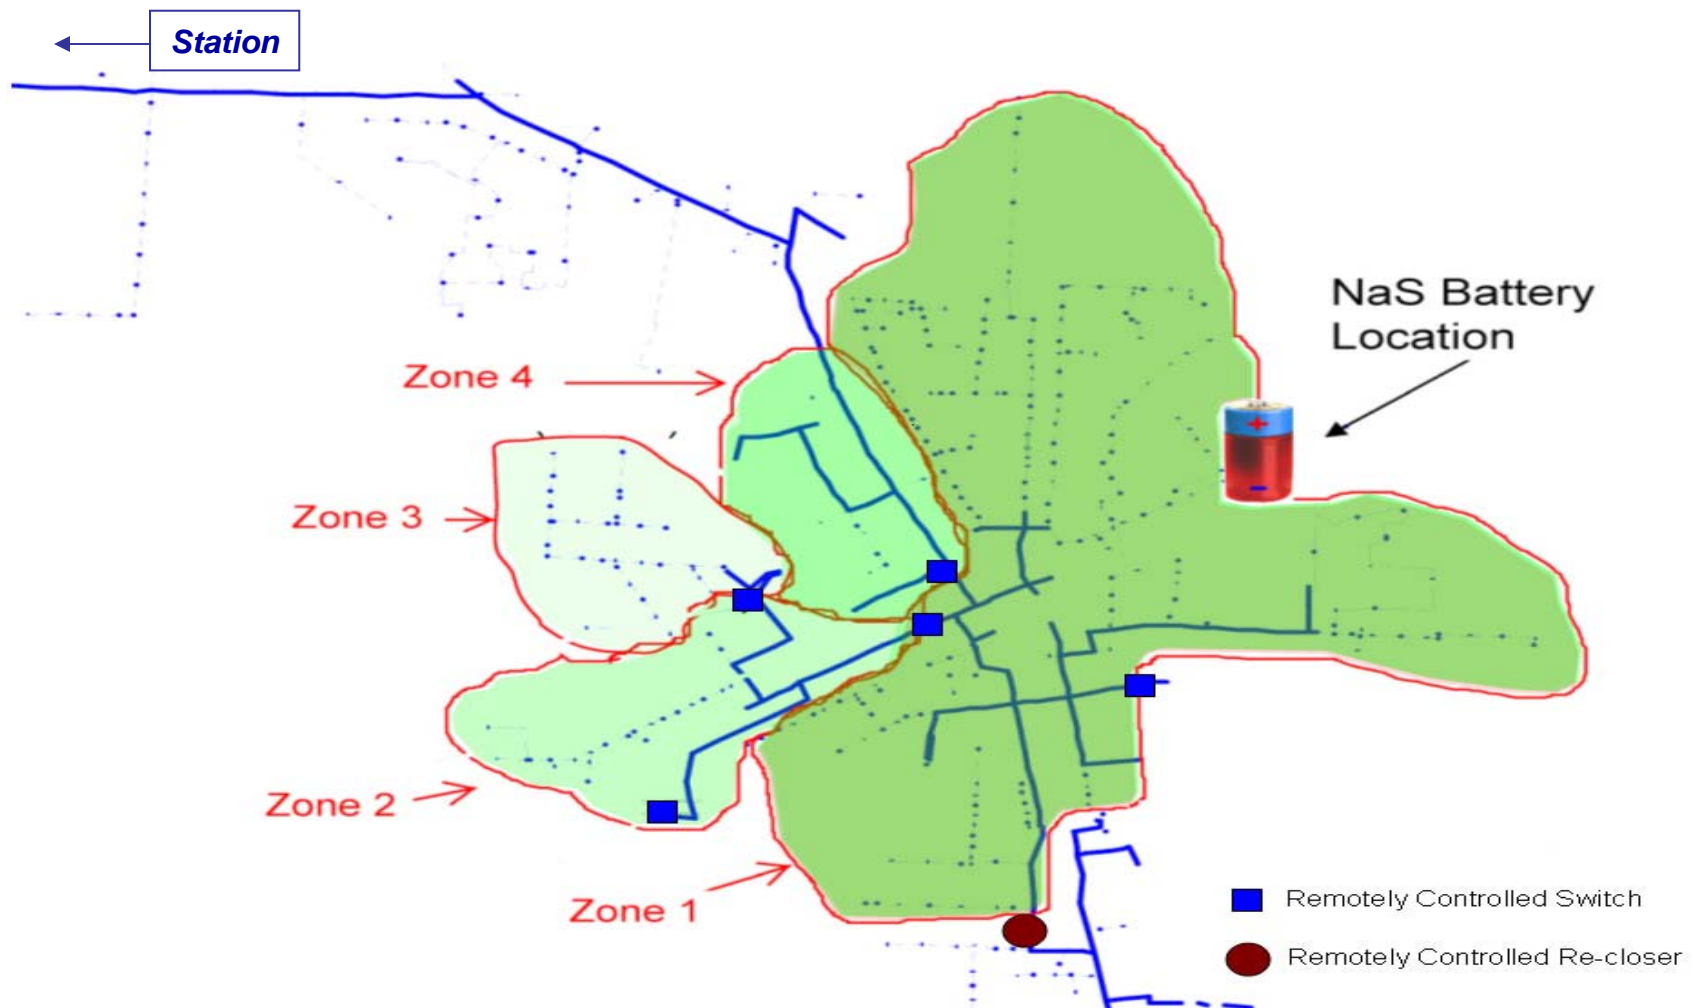 Station
NaS Battery
Location
Zone 4
Zone 3
Zone 2
Zone 1
+
-
Remotely Controlled Switch
Remotely Controlled Re-closer